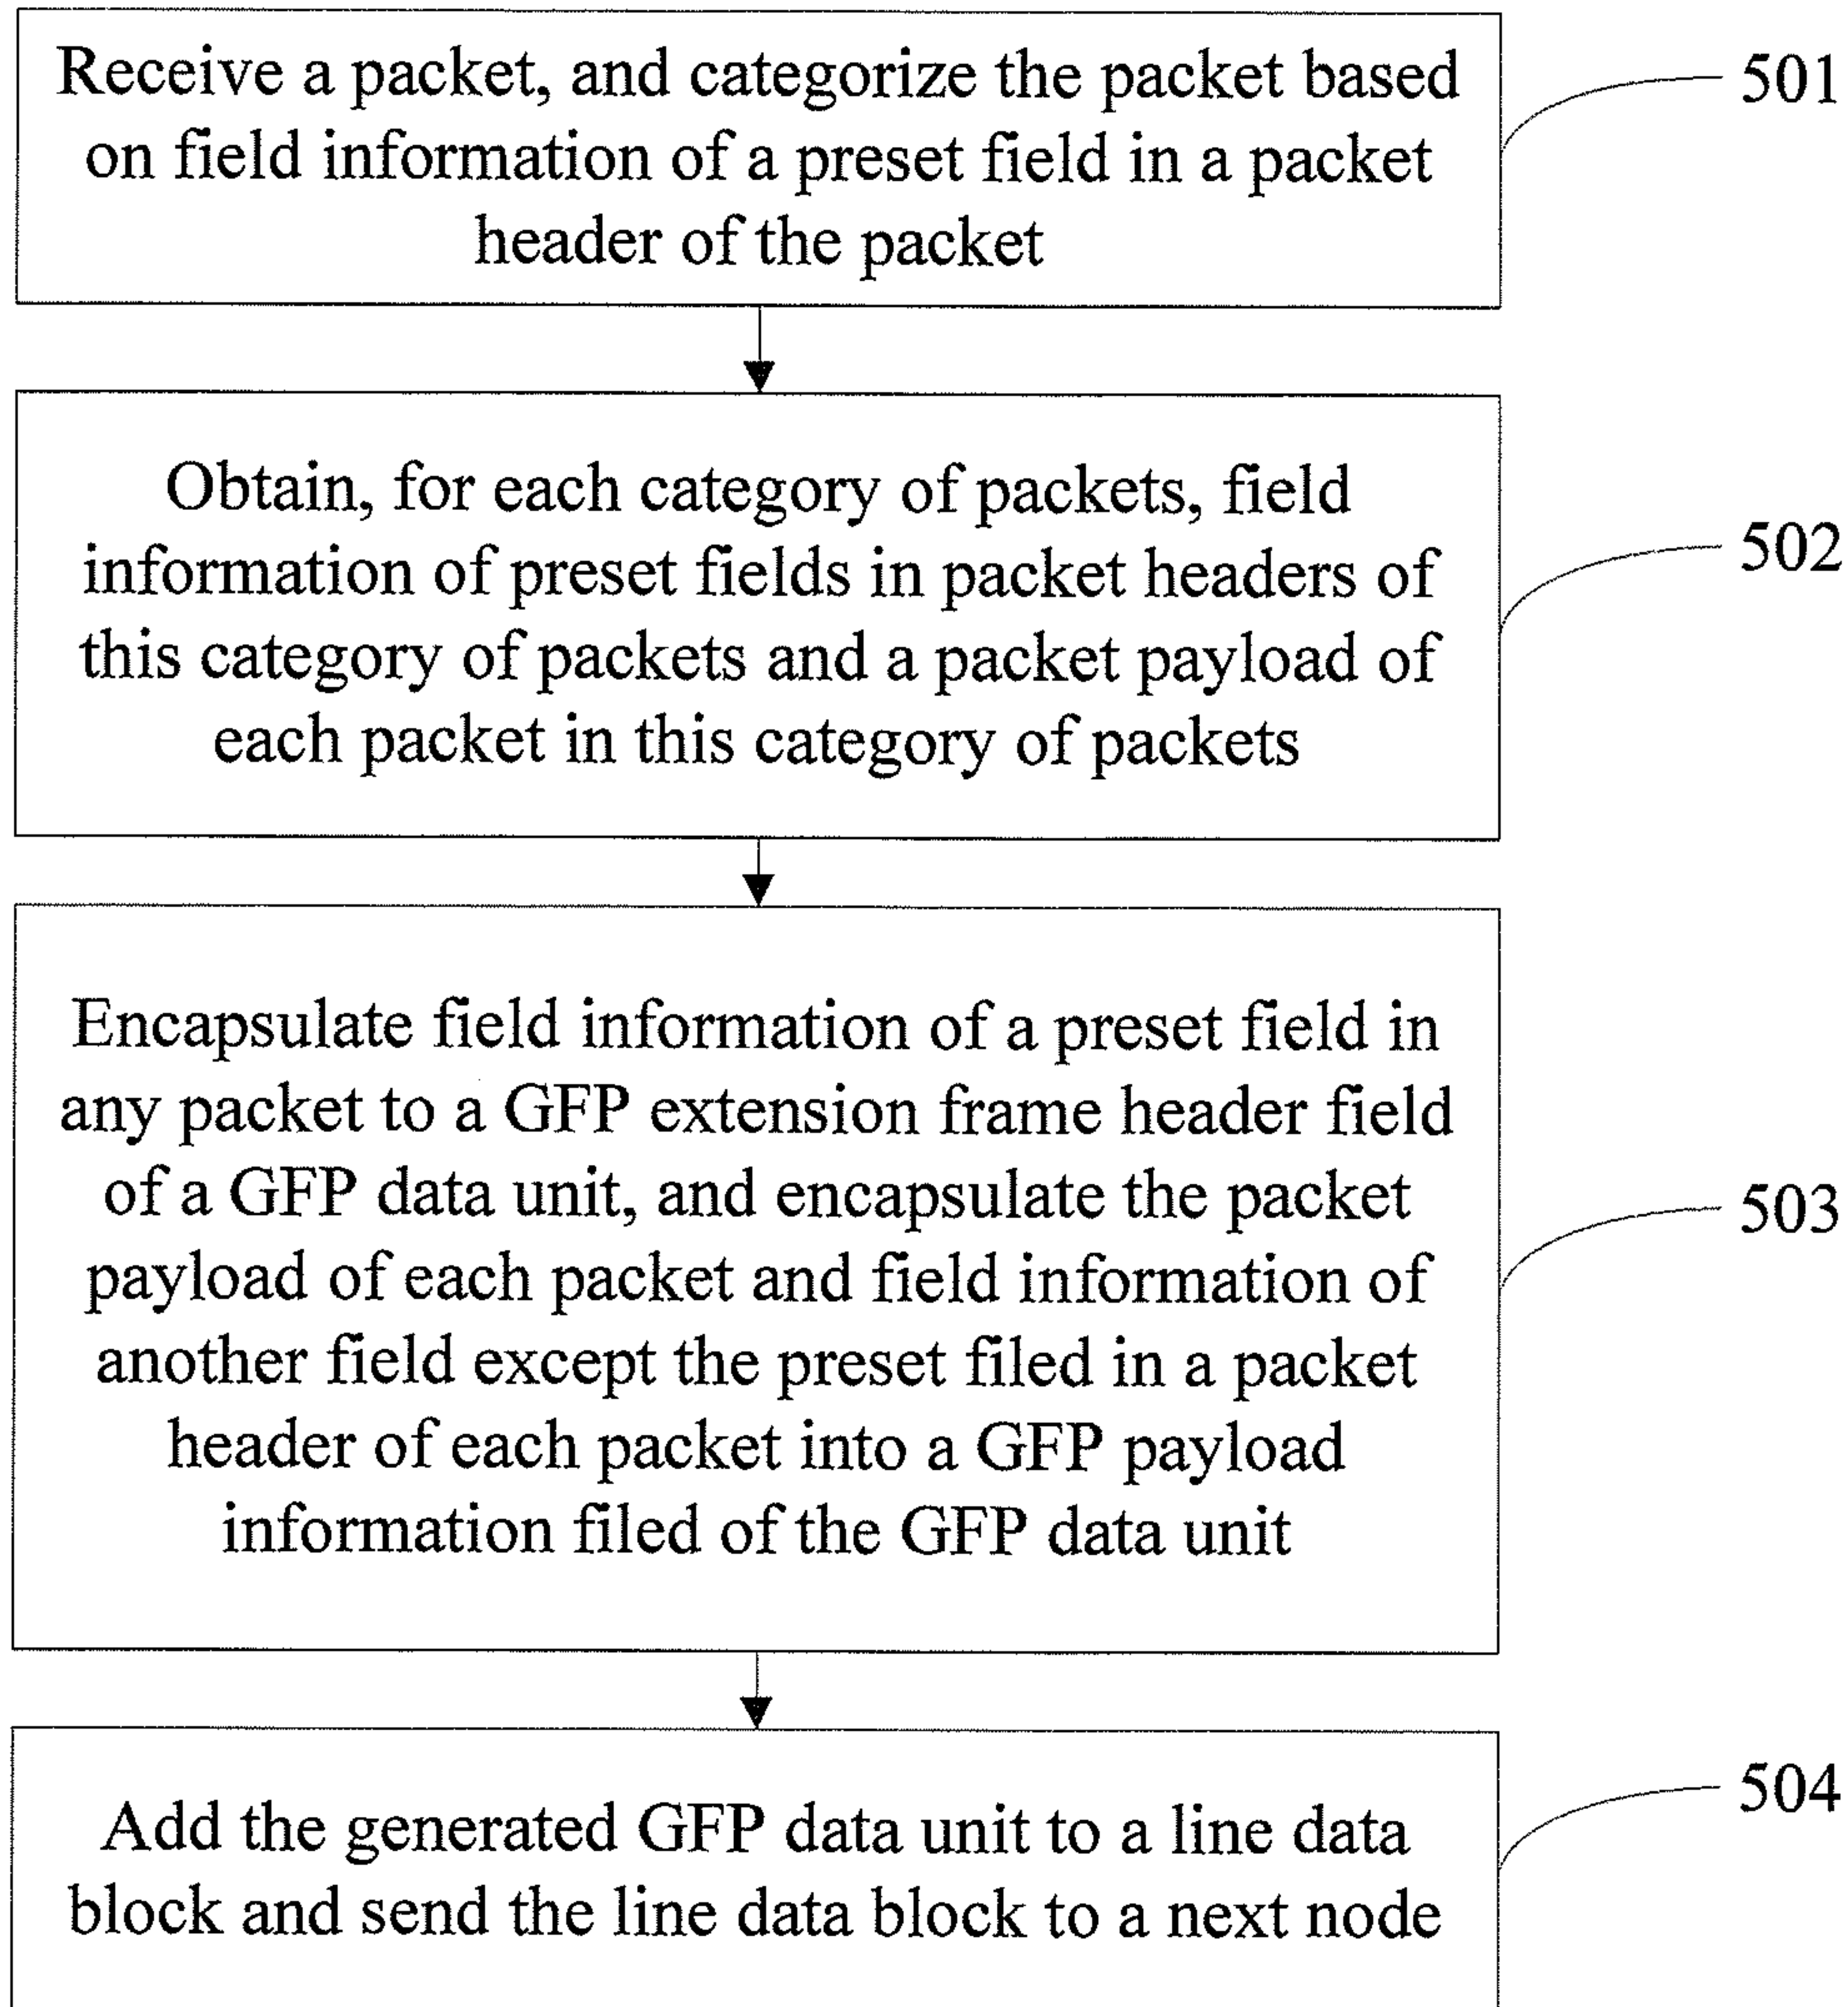 Receive a packet, and categorize the packet based
on field information of a preset field in a packet
header of the packet
501
Obtain, for each category of packets, field
information of preset fields in packet headers of
this category of packets and a packet payload of
each packet in this category of packets
502
Encapsulate field information of a preset field in
any packet to a GFP extension frame header field
of a GFP data unit, and encapsulate the packet
payload of each packet and field information of
another field except the preset filed in a packet
header of each packet into a GFP payload
information filed of the GFP data unit
503
Add the generated GFP data unit to a line data
block and send the line data block to a next node
504